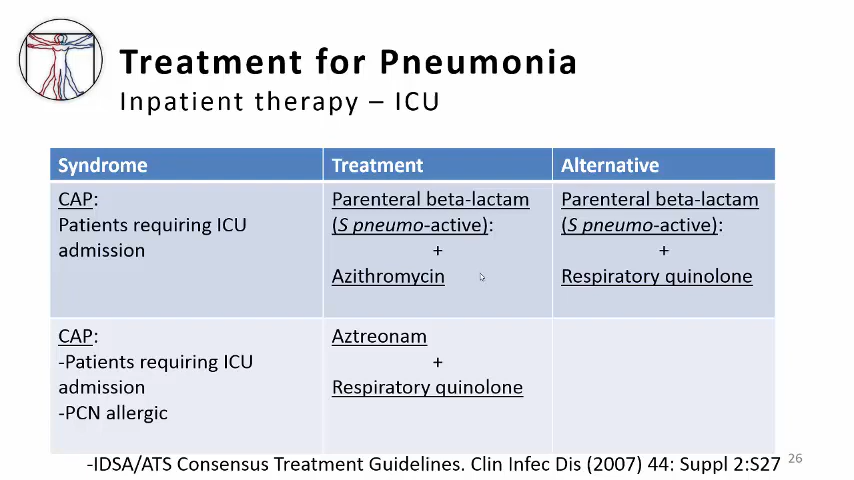 Treatment for Pneumonia
Inpatient therapy – ICU
Syndrome
Treatment
Alternative
CAP:
Patients requiring ICU
admission
Parenteral beta-lactam
(S pneumo-active):
+
Azithromycin
Parenteral beta-lactam
(S pneumo-active):
+
Respiratory quinolone
CAP:
-Patients requiring ICU
admission
-PCN allergic
Aztreonam
+
Respiratory quinolone
-IDSA/ATS Consensus Treatment Guidelines. Clin Infec Dis (2007) 44: Suppl 2:S27
26